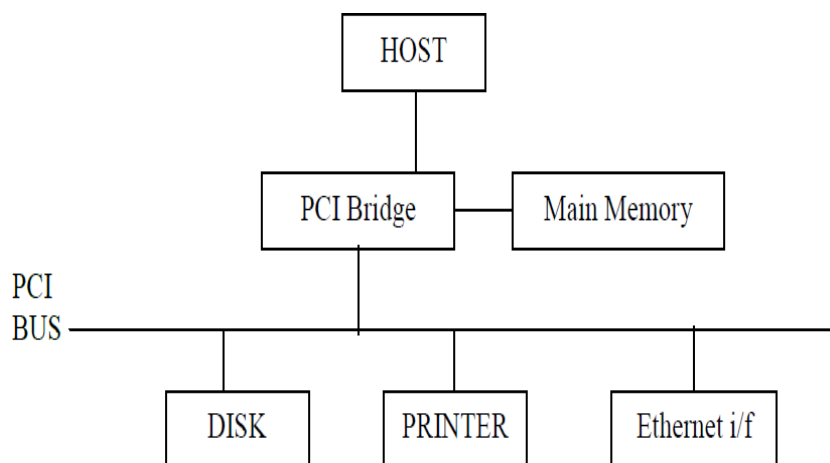 HOST
PCI Bridge
Main Memory
PCI
BUS
DISK
PRINTER
Ethernet i/f